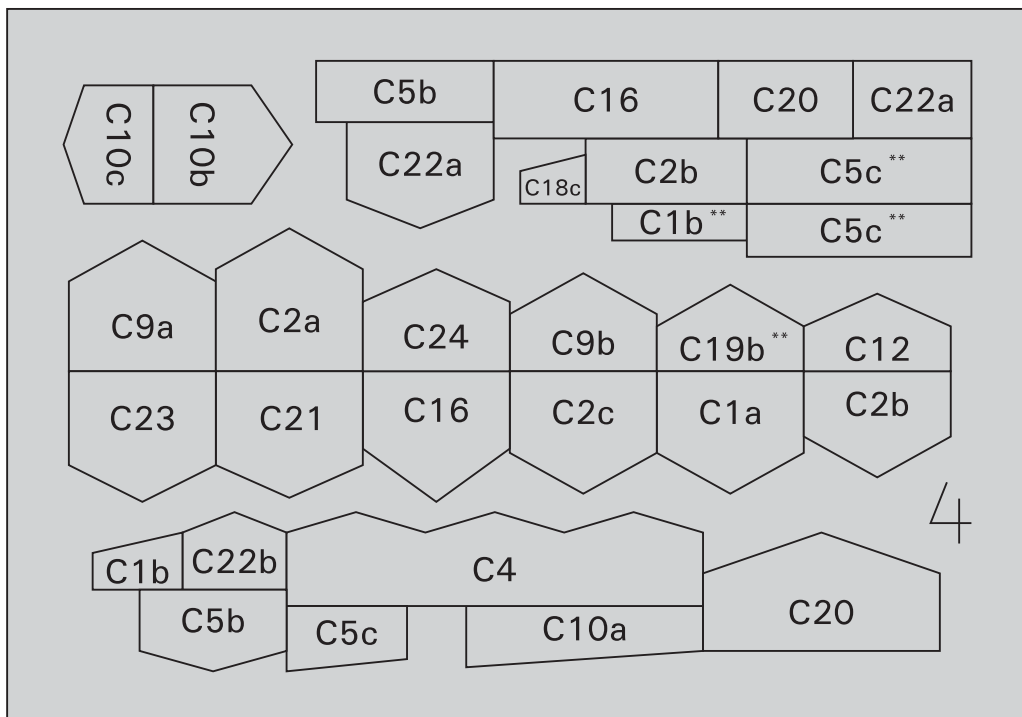 C10c
C10b
C5b
C16
C20
C22a
C22a
C18c
C2b
C5c **
C1b **
C5c **
C9a
C2a
C24
C9b
C19b **
C12
C23
C21
C16
C2c
C1a
C2b
4
C1b
C22b
C4
C5b
C5c
C10a
C20